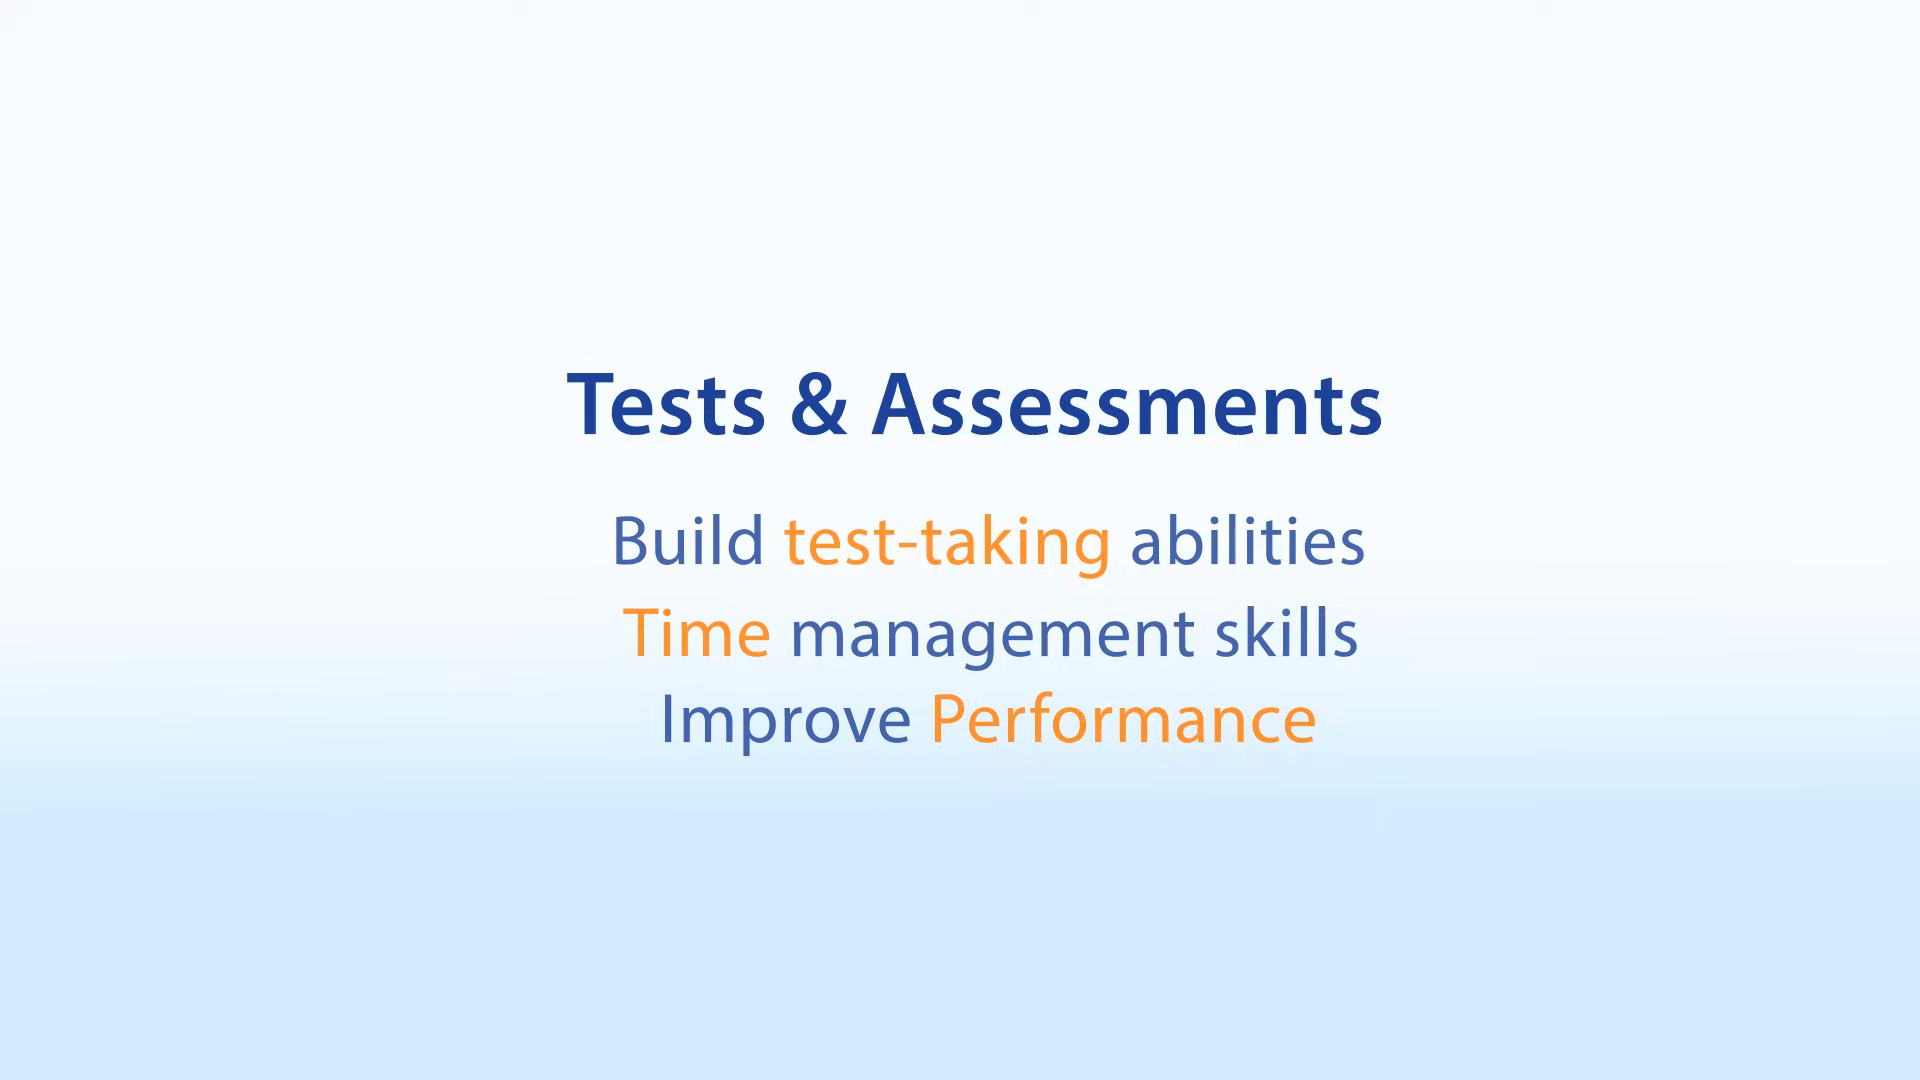 Tests & Assessments
Build test-taking abilities
Time management skills
Improve Performance